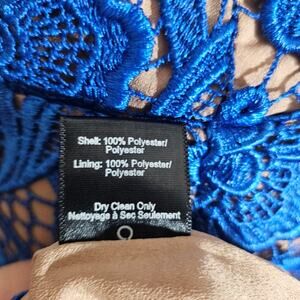 Shell: 100% Polyester/
Polyester
Lining: 100% Polyester/
Polyester
Dry Clean Only
Nettoyage à Sec Seulement